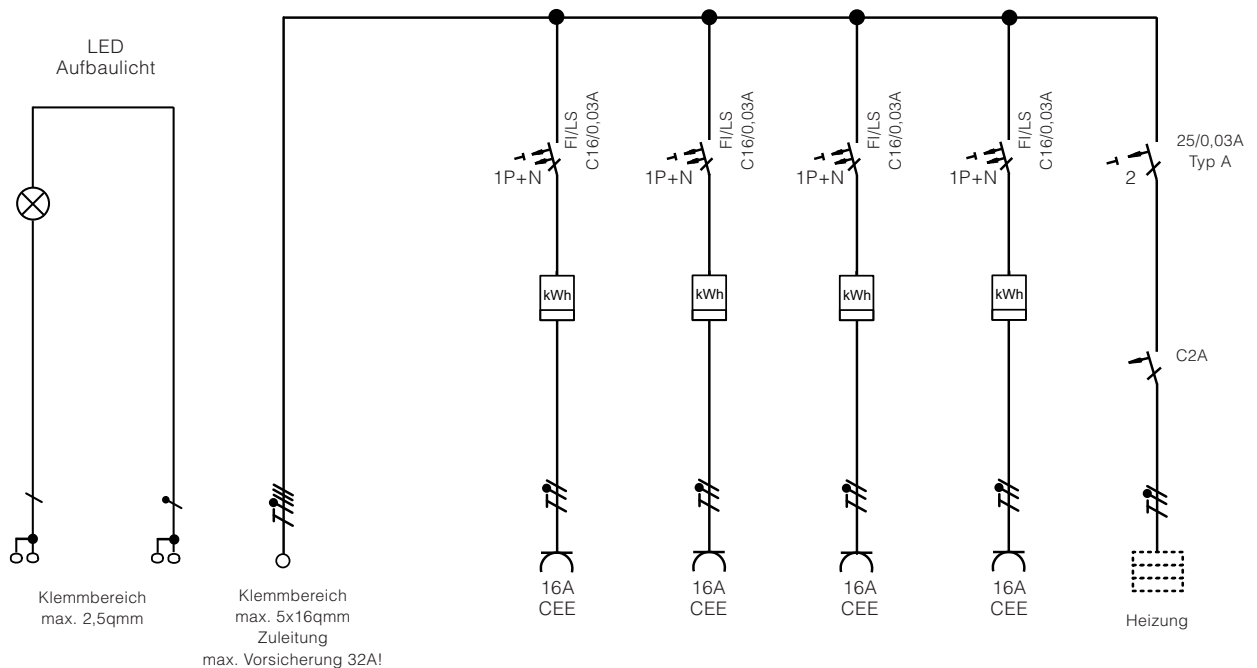 LED
Aufbaulicht
FI/LS
C16/0,03A
1P+N
FI/LS
C16/0,03A
1P+N
FI/LS
C16/0,03A
1P+N
FI/LS
C16/0,03A
1P+N
25/0,03A
Typ A
2
kWh
kWh
kWh
kWh
C2A
Klemmbereich
max. 2,5qmm
Klemmbereich
max. 5x16qmm
Zuleitung
max. Vorsicherung 32A!
16A
CEE
16A
CEE
16A
CEE
16A
CEE
Heizung